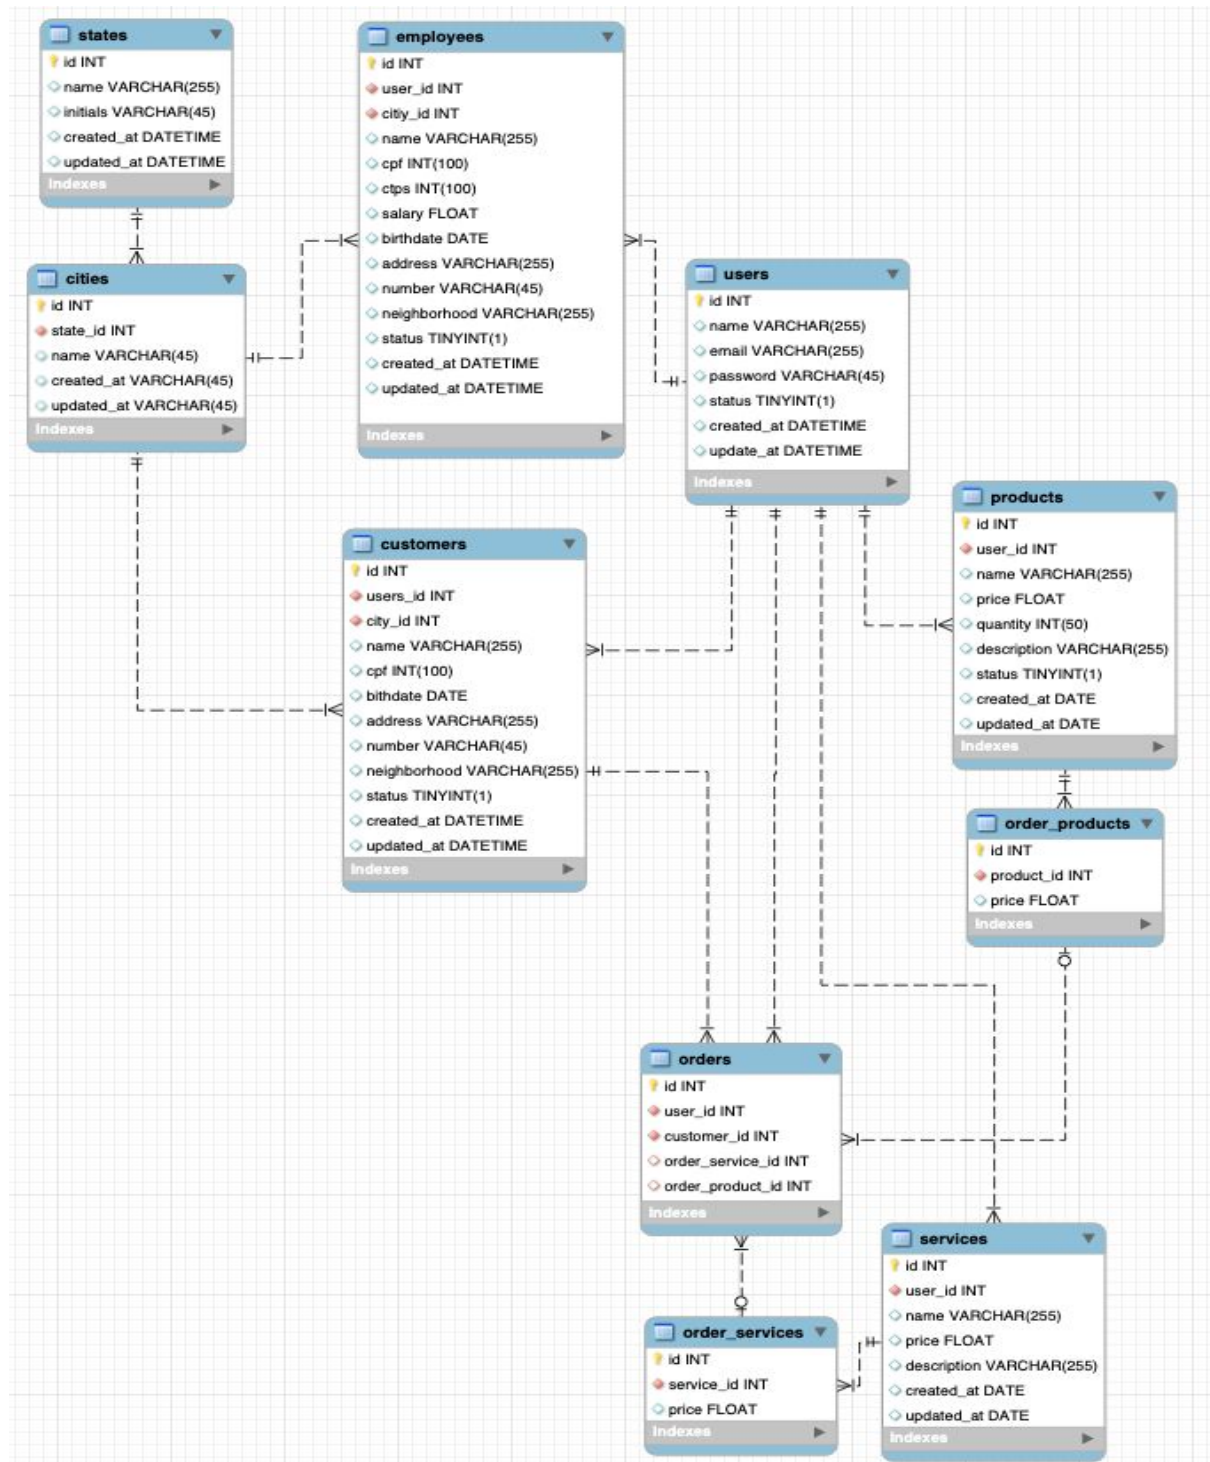 states
id INT
name VARCHAR(255)
initials VARCHAR(45)
created_at DATETIME
updated_at DATETIME
Indexes
employees
id INT
user_id INT
citiy_id INT
name VARCHAR(255)
cpf INT(100)
ctps INT(100)
salary FLOAT
birthdate DATE
address VARCHAR(255)
number VARCHAR(45)
neighborhood VARCHAR(255)
status TINYINT(1)
created_at DATETIME
updated_at DATETIME
Indexes
cities
id INT
state_id INT
name VARCHAR(45)
created_at VARCHAR(45)
updated_at VARCHAR(45)
Indexes
users
id INT
name VARCHAR(255)
email VARCHAR(255)
password VARCHAR(45)
status TINYINT(1)
created_at DATETIME
update_at DATETIME
Indexes
products
id INT
user_id INT
name VARCHAR(255)
price FLOAT
quantity INT(50)
description VARCHAR(255)
status TINYINT(1)
created_at DATE
updated_at DATE
Indexes
customers
id INT
users_id INT
city_id INT
name VARCHAR(255)
cpf INT(100)
bithdate DATE
address VARCHAR(255)
number VARCHAR(45)
neighborhood VARCHAR(255)
status TINYINT(1)
created_at DATETIME
updated_at DATETIME
Indexes
order_products
id INT
product_id INT
price FLOAT
Indexes
orders
id INT
user_id INT
customer_id INT
order_service_id INT
order_product_id INT
Indexes
services
id INT
user_id INT
name VARCHAR(255)
price FLOAT
description VARCHAR(255)
created_at DATE
updated_at DATE
Indexes
order_services
id INT
service_id INT
price FLOAT
Indexes